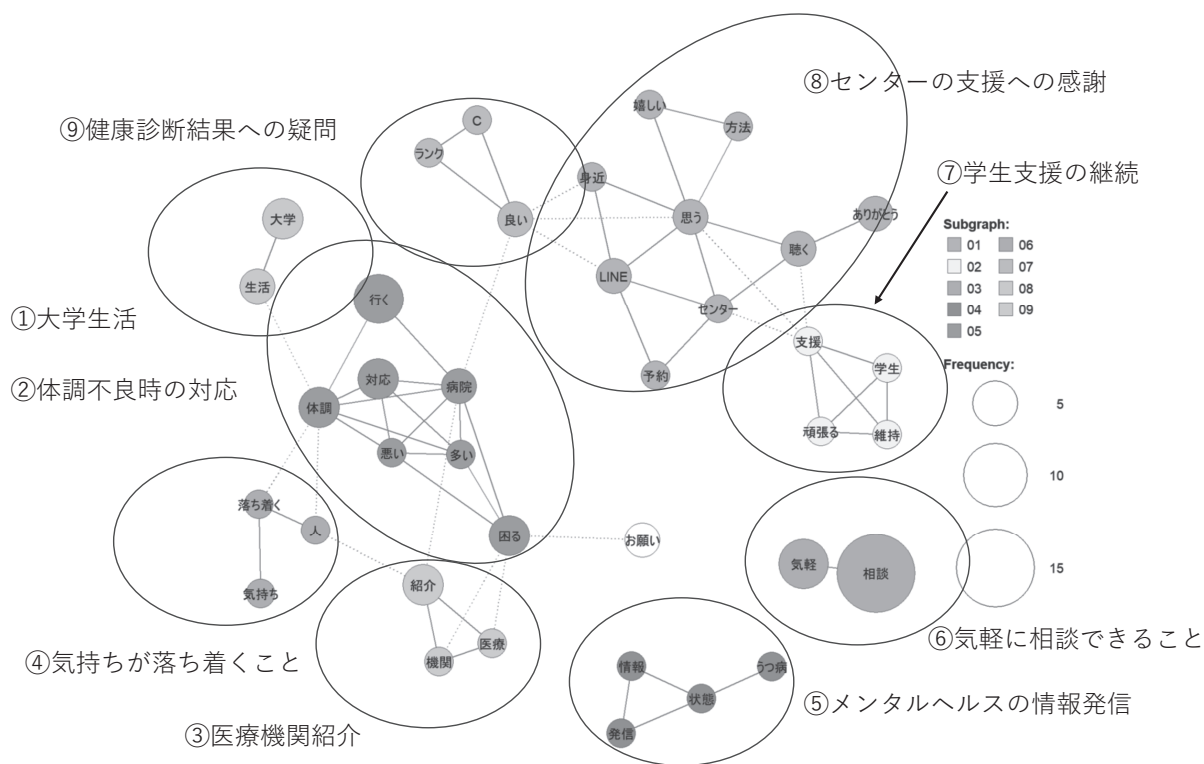 ⑧センターの支援への感謝
嬉しい
方法
C
⑨健康診断結果への疑問
ランク
身近
⑦学生支援の継続
大学
良い
思う
ありがとう
Subgraph:
01 06
02 07
03 08
04 09
05
聴く
生活
LINE
行く
センター
①大学生活
支援
学生
Frequency:
予約
対応
病院
②体調不良時の対応
体調
5
頑張る
維持
悪い
多い
10
落ち着く
人
困る
お願い
気軽
相談
15
紹介
気持ち
⑥気軽に相談できること
医療
機関
④気持ちが落ち着くこと
情報
うつ病
状態
⑤メンタルヘルスの情報発信
発信
③医療機関紹介